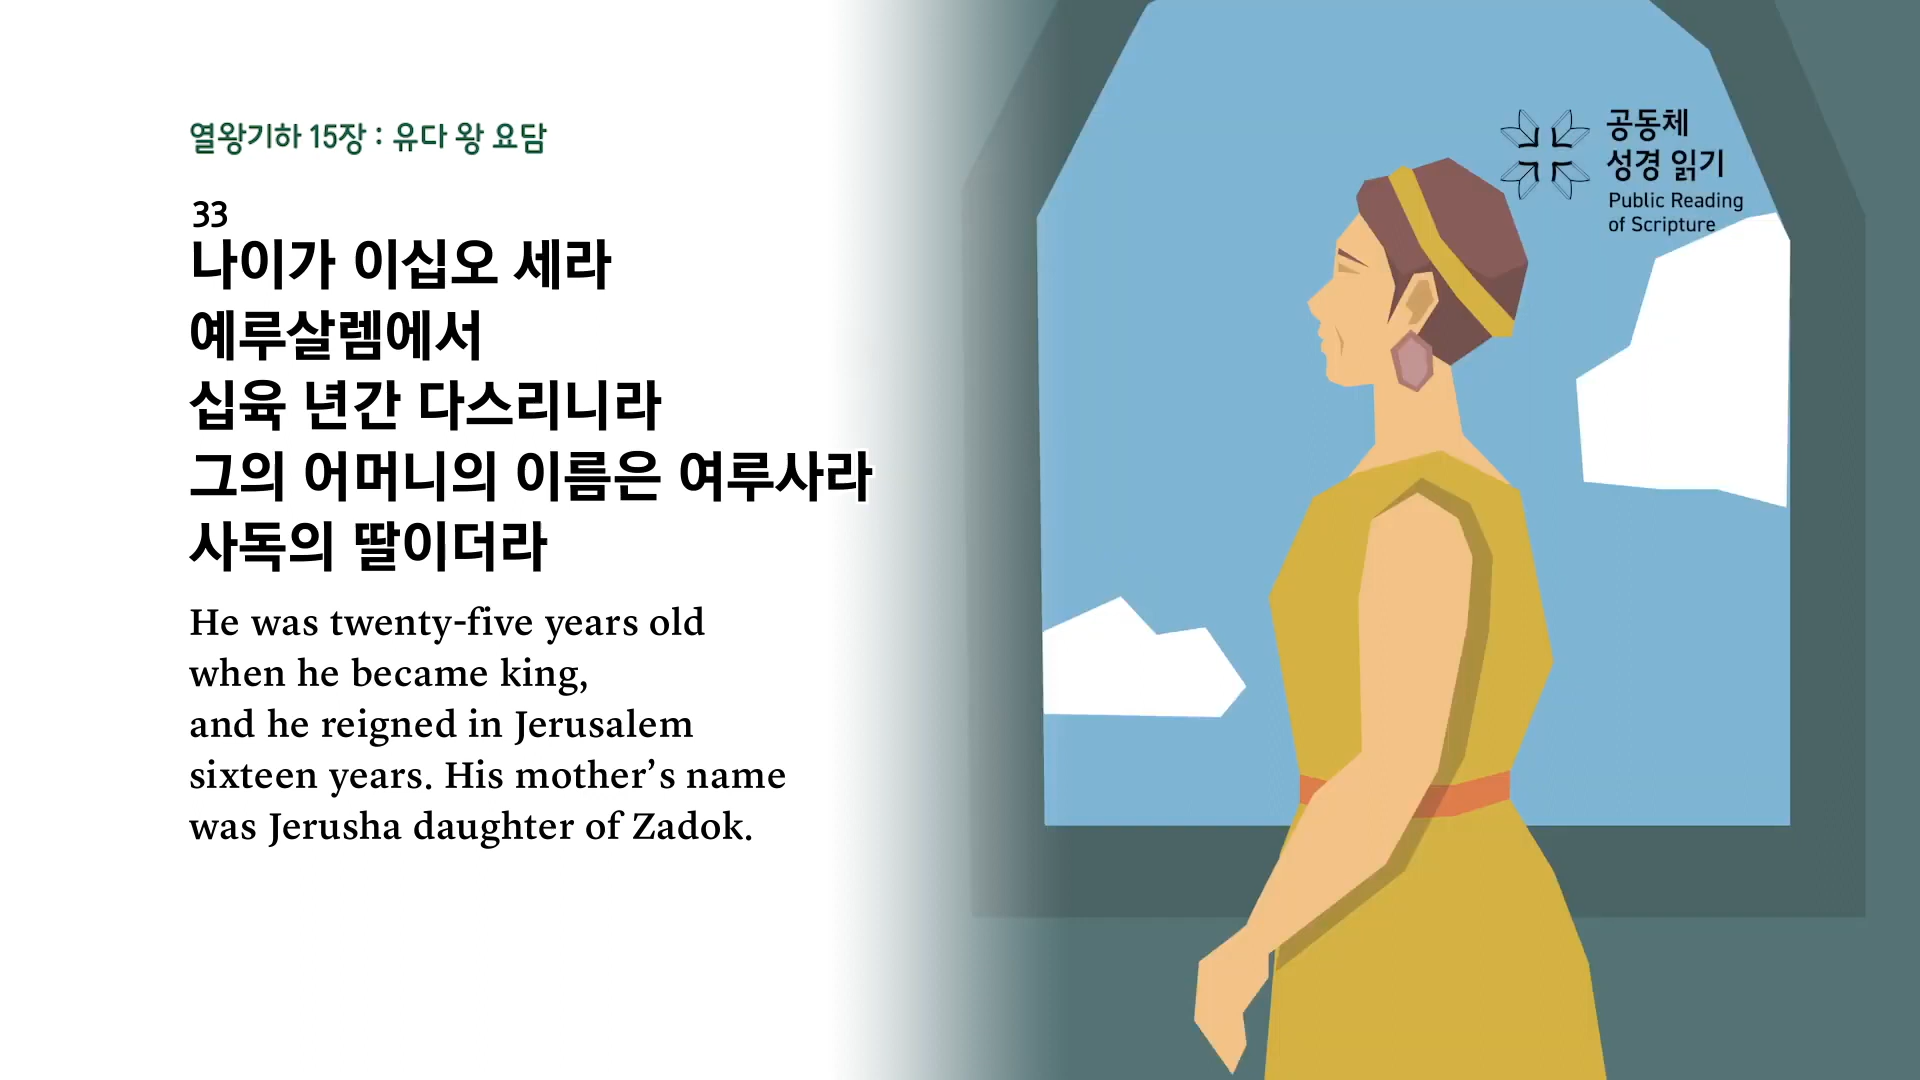 열왕기하 15장 : 유다 왕 요담
33
나이가 이십오 세라
예루살렘에서
십육 년간 다스리니라
그의 어머니의 이름은 여루사라
사독의 딸이더라
He was twenty-five years old
when he became king,
and he reigned in Jerusalem
sixteen years. His mother’s name
was Jerusha daughter of Zadok.
공동체
성경 읽기
Public Reading
of Scripture